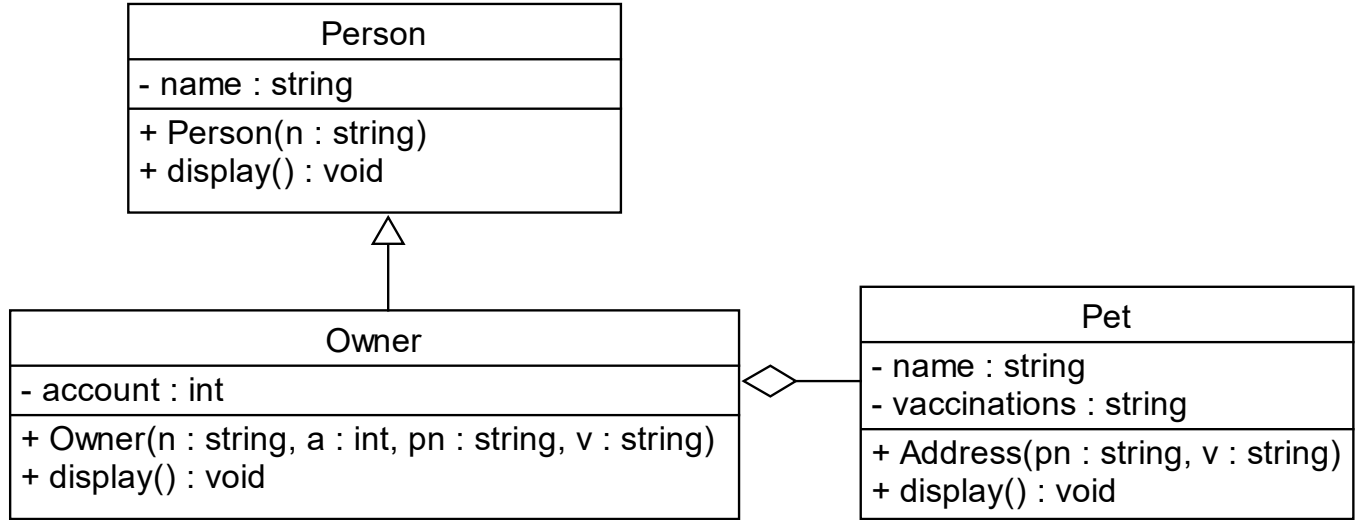 Person
- name : string
+ Person(n : string)
+ display() : void
Owner
- account : int
+ Owner(n : string, a : int, pn : string, v : string)
+ display() : void
Pet
- name : string
- vaccinations : string
+ Address(pn : string, v : string)
+ display() : void